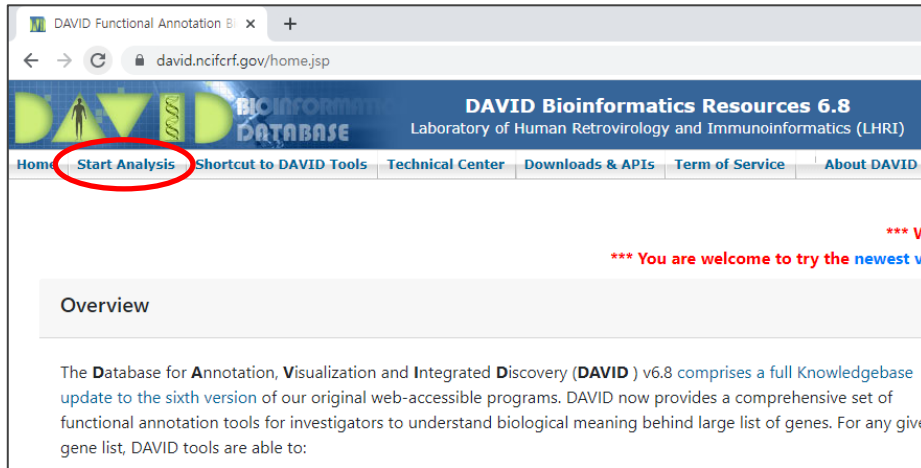 DAVID Functional Annotation B
david.ncifcrf.gov/home.jsp
DAVID
BIOINFORMATI
DATABASE
DAVID Bioinformatics Resources 6.8
Laboratory of Human Retrovirology and Immunoinformatics (LHRI)
Home Start Analysis Shortcut to DAVID Tools Technical Center Downloads & APIs Term of Service About DAVID
*** W
*** You are welcome to try the newest v
Overview
The Database for Annotation, Visualization and Integrated Discovery (DAVID ) v6.8 comprises a full Knowledgebase
update to the sixth version of our original web-accessible programs. DAVID now provides a comprehensive set of
functional annotation tools for investigators to understand biological meaning behind large list of genes. For any give
gene list, DAVID tools are able to: